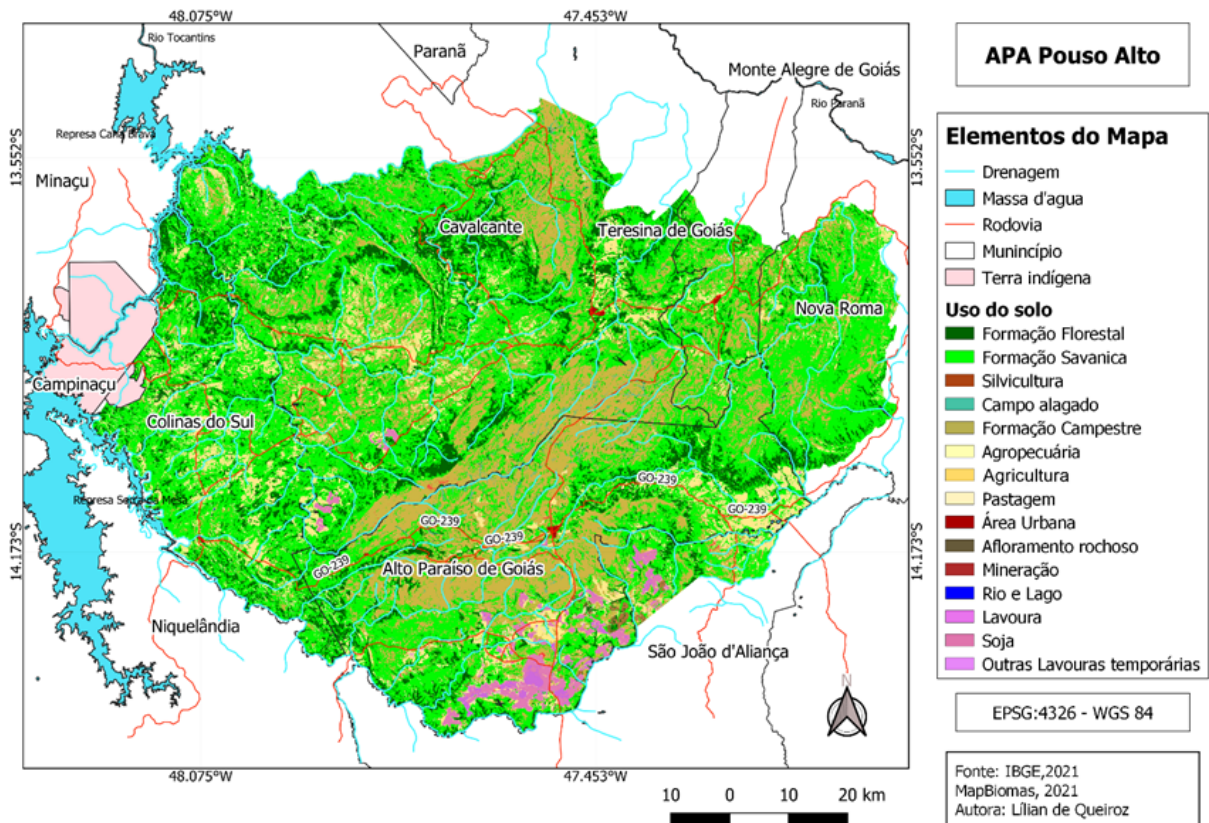 48.075°W
47.453°W
Rio Tocantins
Paranã
Monte Alegre de Goiás
Rio Paranã
Represa Cana Brava
13.552°S
13.552°S
Minaçu
Cavalcante
Teresina de Goiás
Nova Roma
Campinaçu
Colinas do Sul
Represa Serra da Mesa
GO-239
GO-239
GO-239
GO-239
14.173°S
14.173°S
Alto Paraíso de Goiás
Niquelândia
São João d'Aliança
N
48.075°W
47.453°W
10 0 10 20 km
APA Pouso Alto
Elementos do Mapa
Drenagem
Massa d'agua
Rodovia
Munincípio
Terra indígena
Uso do solo
Formação Florestal
Formação Savanica
Silvicultura
Campo alagado
Formação Campestre
Agropecuária
Agricultura
Pastagem
Área Urbana
Afloramento rochoso
Mineração
Rio e Lago
Lavoura
Soja
Outras Lavouras temporárias
EPSG:4326 - WGS 84
Fonte: IBGE,2021
MapBiomas, 2021
Autora: Lílian de Queiroz